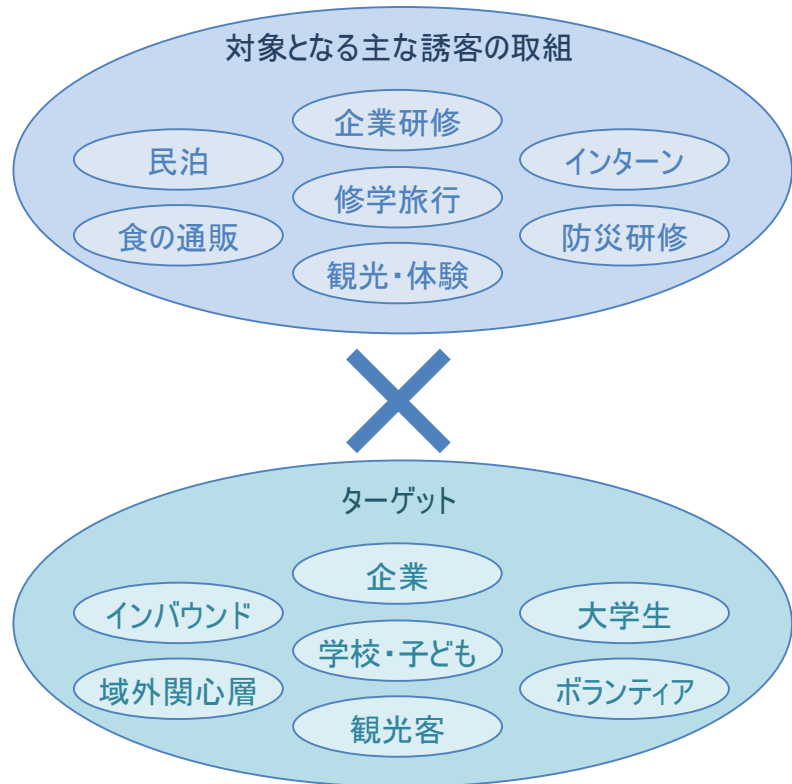 対象となる主な誘客の取組
企業研修
民泊
インターン
修学旅行
食の通販
防災研修
観光・体験
ターゲット
企業
インバウンド
大学生
学校・子ども
域外関心層
ボランティア
観光客